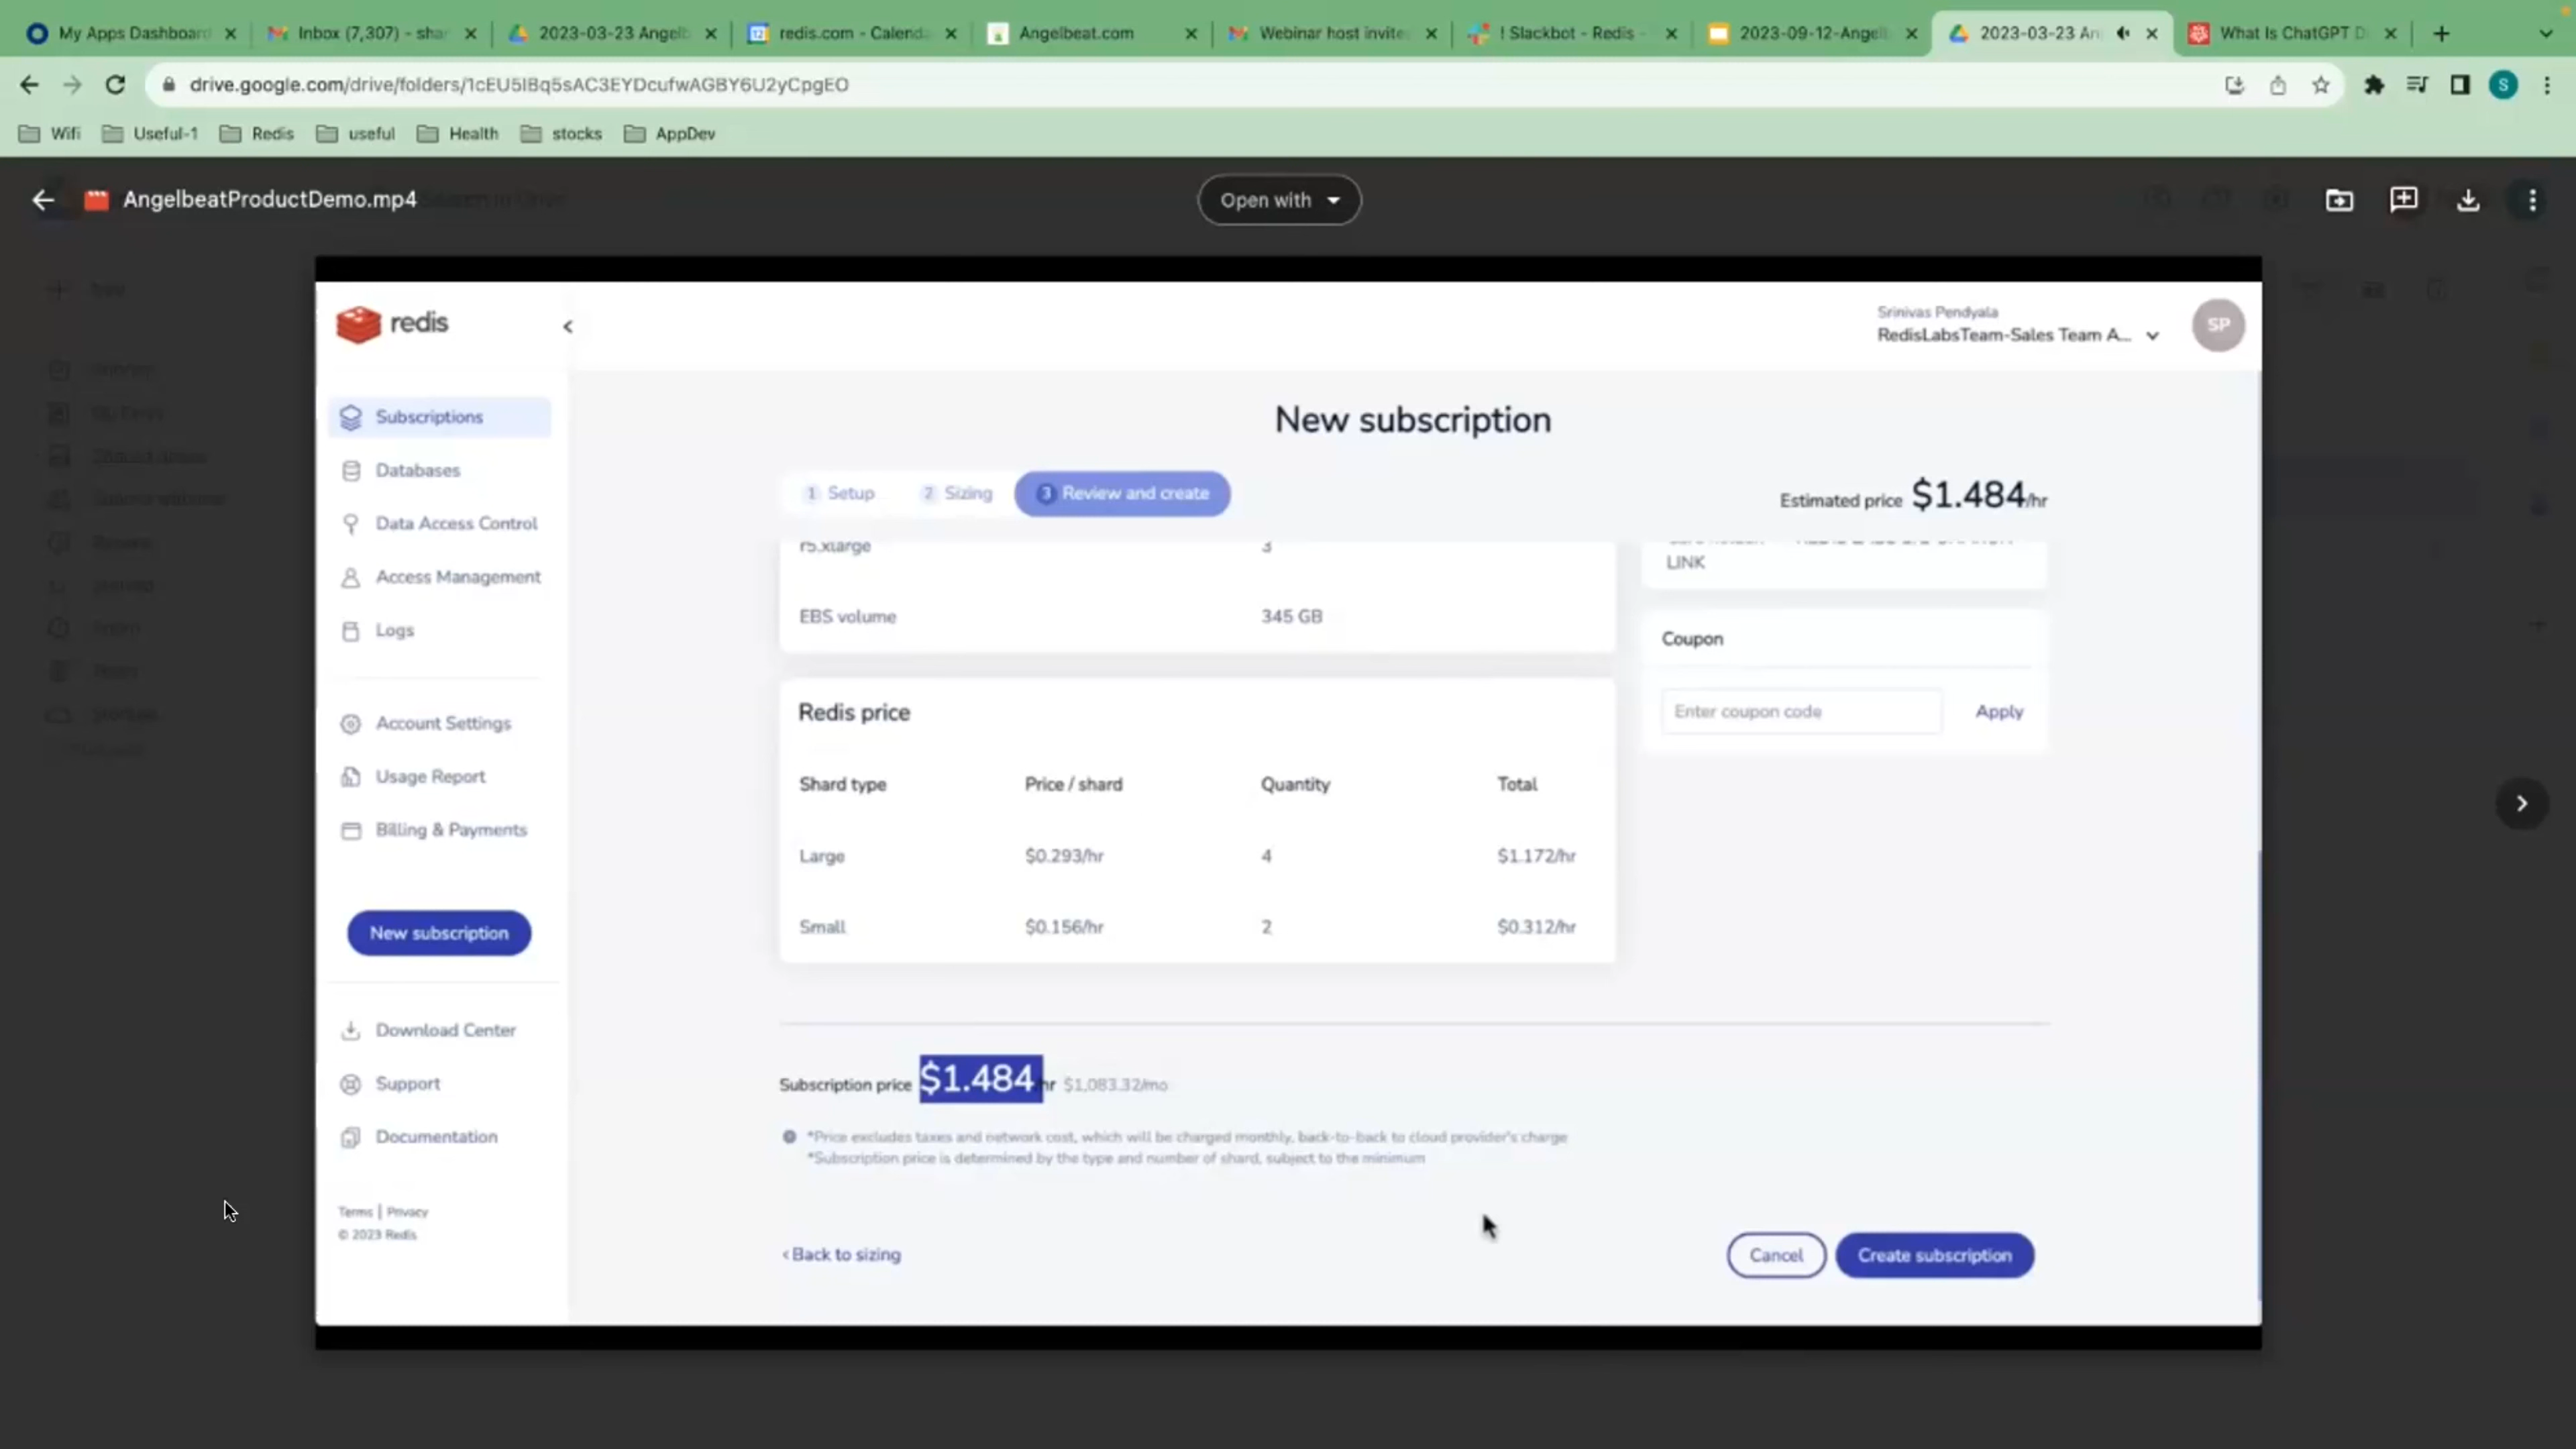 My Apps Dashboard
Inbox (7,307) - shar
2023-03-23 Angelb
redis.com - Calenda
Angelbeat.com
Webinar host invite
! Slackbot - Redis -
2023-09-12-Angelb
2023-03-23 An
What Is ChatGPT D
drive.google.com/drive/folders/1cEU5IBq5sAC3EYDcufwAGBY6U2yCpgEO
S
Wifi
Useful-1
Redis
useful
Health
stocks
AppDev
AngelbeatProductDemo.mp4
Open with
redis
Srinivas Pendyala
RedisLabsTeam-Sales Team A...
SP
Subscriptions
Databases
Data Access Control
Access Management
Logs
Account Settings
Usage Report
Billing & Payments
New subscription
Download Center
Support
Documentation
Terms | Privacy
© 2023 Redis
New subscription
1 Setup
2 Sizing
3 Review and create
Estimated price $1.484/hr
r5.xlarge 3
EBS volume 345 GB
LINK
Coupon
Enter coupon code
Apply
Redis price
Shard type Price / shard Quantity Total
Large $0.293/hr 4 $1.172/hr
Small $0.156/hr 2 $0.312/hr
Subscription price $1.484 hr $1,083.32/mo
*Price excludes taxes and network cost, which will be charged monthly, back-to-back to cloud provider's charge
*Subscription price is determined by the type and number of shard, subject to the minimum
Back to sizing
Cancel
Create subscription